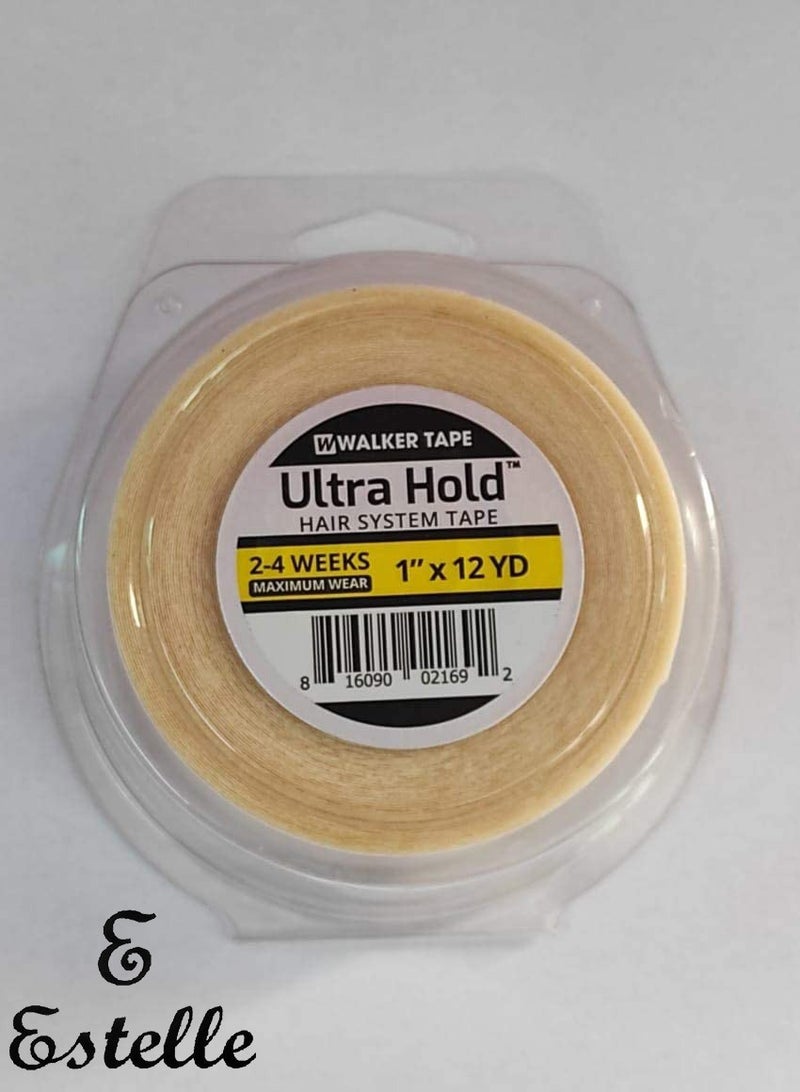 W WALKER TAPE
Ultra Hold™
HAIR SYSTEM TAPE
2-4 WEEKS
MAXIMUM WEAR
1" x 12 YD
8 16090 02169 2
E
Estelle